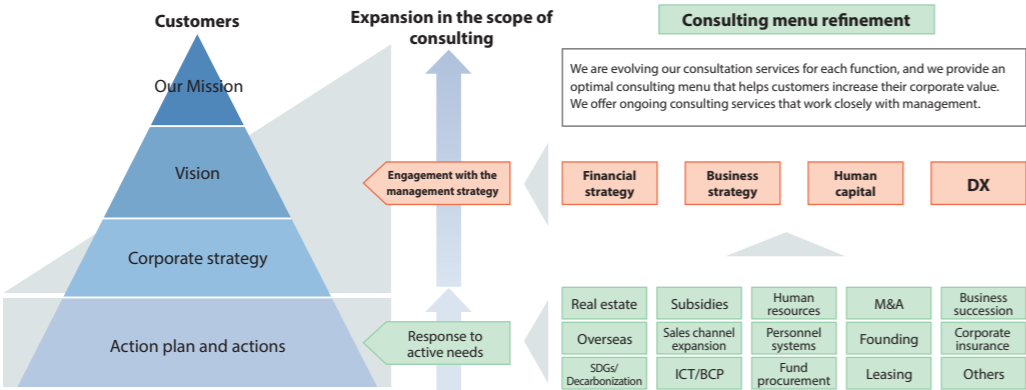 Customers
Our Mission
Vision
Corporate strategy
Action plan and actions
Expansion in the scope of
consulting
Engagement with the
management strategy
Response to
active needs
Consulting menu refinement
We are evolving our consultation services for each function, and we provide an
optimal consulting menu that helps customers increase their corporate value.
We offer ongoing consulting services that work closely with management.
Financial
strategy
Business
strategy
Human
capital
DX
Real estate
Subsidies
Human
resources
M&A
Business
succession
Overseas
Sales channel
expansion
Personnel
systems
Founding
Corporate
insurance
SDGs/
Decarbonization
ICT/BCP
Fund
procurement
Leasing
Others